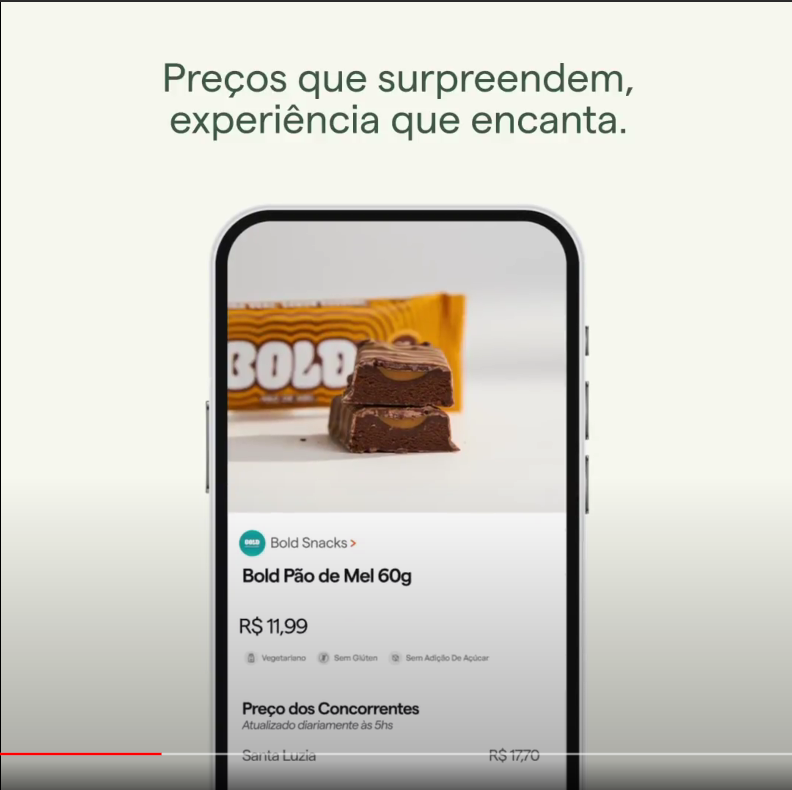 Preços que surpreendem,
experiência que encanta.
BOLD
BOLD
Bold Snacks >
Bold Pão de Mel 60g
R$ 11,99
Vegetariano
Sem Glúten
Sem Adição De Açúcar
Preço dos Concorrentes
Atualizado diariamente às 5hs
Santa Luzia
R$ 17,70